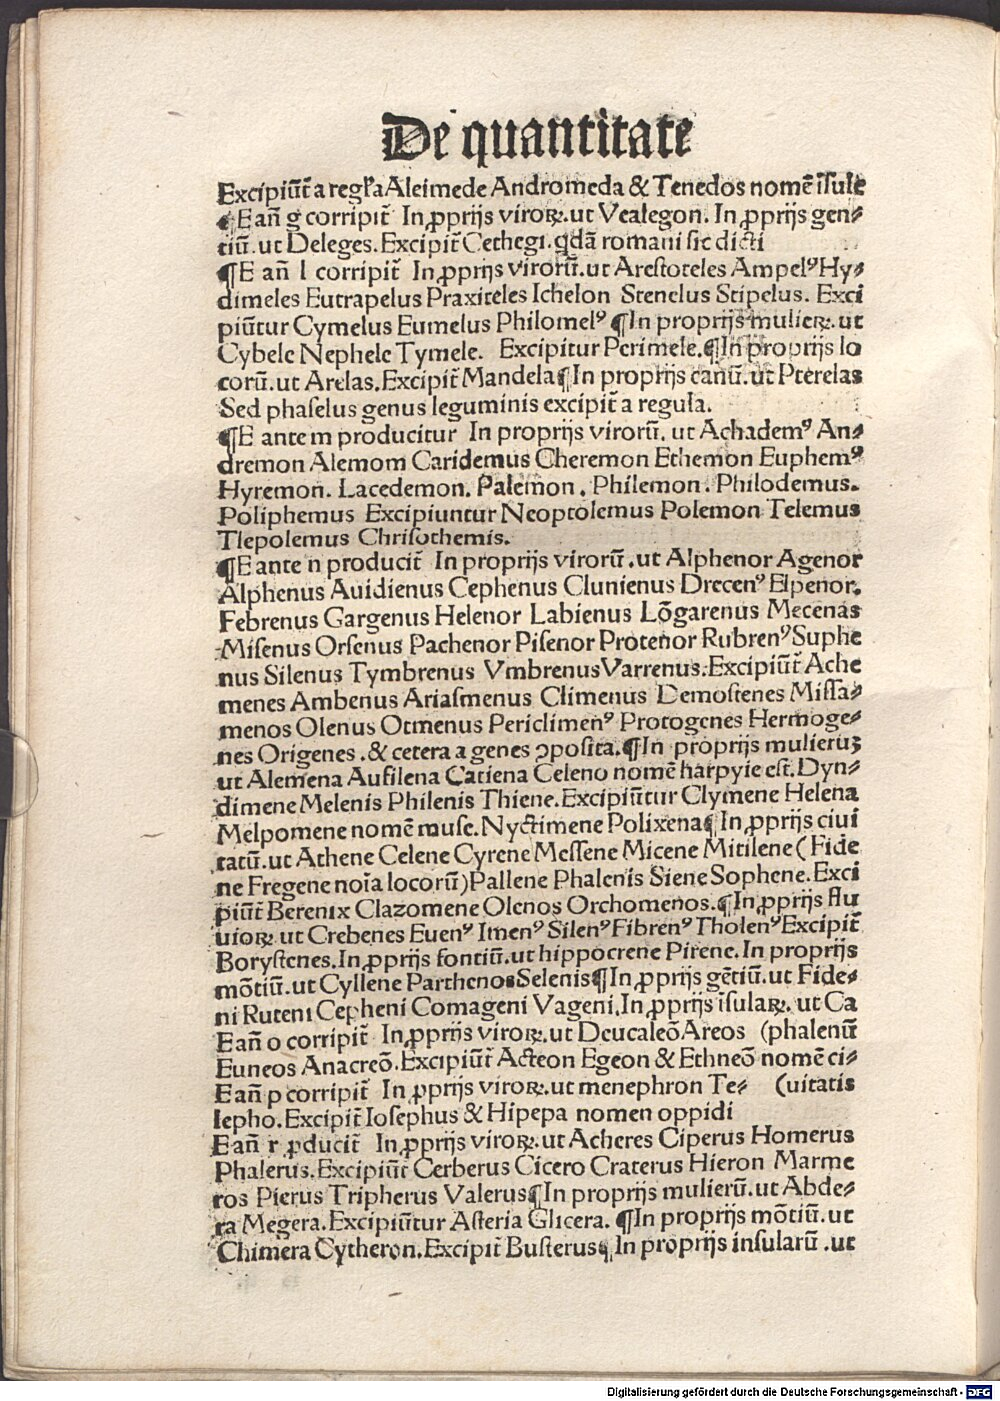 De quantitate
Excipiūt̄ a regl'a Aleimede Andromeda & Tenedos nomē īsule
¶E an̄ g corripit̄ In ꝓprijs viroꝝ.ut Vcalegon. In ꝓprijs gen⸗
tiū.ut Deleges.Excipit̄ Cethegi.qdā romani sic dicti
¶E an̄ l corripit̄ In ꝓprijs virorū.ut Arestoteles Ampelꝰ Hy⸗
dimeles Eutrapelus Praxiteles Ichelon Stenelus Stipelus. Exci
piūtur Cymelus Eumelus Philomelꝰ ¶In proprijs mulieꝝ.ut
Cybele Nephele Tymele. Excipitur Perimele.¶In proprijs lo
corū.ut Arelas.Excipit̄ Mandela¶In proprijs canū.ut Pterelas
Sed phaselus genus leguminis excipit̄ a regula.
¶E ante m producitur In proprijs virorū. ut Achademꝰ An⸗
dremon Alemom Caridemus Cheremon Ethemon Euphemꝰ
Hyremon. Lacedemon. Palemon. Philemon. Philodemus.
Poliphemus Excipiuntur Neoptolemus Polemon Telemus
Tlepolemus Chrisothemis.
¶E ante n producit̄ In proprijs virorū.ut Alphenor Agenor
Alphenus Auidienus Cephenus Clunienus Drecenꝰ Elpenor.
Febrenus Gargenus Helenor Labienus Lōgarenus Mecenas
Misenus Orsenus Pachenor Pisenor Protenor Rubrenꝰ Suphe
nus Silenus Tymbrenus Vmbrenus Varrenus.Excipiūt̄ Ache
menes Ambenus Ariasmenus Climenus Demostenes Missa⸗
menos Olenus Otmenus Periclimenꝰ Protogenes Hermoge⸗
nes Origenes.& cetera a genes ꝯposita.¶In proprijs mulieruꝫ
ut Alemena Aufilena Catiena Celeno nomē harpyie est.Dyn⸗
dimene Melenis Philenis Thiene.Excipiūtur Clymene Helena
Melpomene nomē muse.Nyctimene Polixena¶In ꝓprijs ciui
tatū.ut Athene Celene Cyrene Messene Micene Mitilene (Fide
ne Fregene noīa locorū)Pallene Phalenis Siene Sophene.Exci
piūt̄ Berenix Clazomene Olenos Orchomenos.¶In ꝓprijs flu
uioꝝ ut Crebenes Euenꝰ Imenꝰ Silenꝰ Fibrenꝰ Tholenꝰ Excipit̄
Borystenes.In ꝓprijs fontiū.ut hippocrene Pirene.In proprijs
mōtiū.ut Cyllene Parthenos Selenis¶In ꝓprijs gētiū.ut Fide⸗
ni Ruteni Cepheni Comageni Vageni.In ꝓprijs īsulaꝝ. ut Ca
E an̄ o corripit̄ In ꝓprijs viroꝝ.ut Deucaleō Areos (phalenū
Euneos Anacreō.Excipiūt̄ Acteon Egeon & Ethneō nomē ci⸗
E an̄ p corripit̄ In ꝓprijs viroꝝ.ut menephron Te⸗ (uitatis
lepho.Excipit̄ Iosephus & Hipepa nomen oppidi
E an̄ r ꝓducit̄ In ꝓprijs viroꝝ.ut Acheres Ciperus Homerus
Phalerus.Excipiūt̄ Cerberus Cicero Craterus Hieron Marme
ros Pierus Tripherus Valerus¶In proprijs mulierū.ut Abde⸗
ra Megera.Excipiūtur Asteria Glicera. ¶In proprijs mōtiū.ut
Chimera Cytheron.Excipit̄ Busterus¶In proprijs insularū.ut
Digitalisierung gefördert durch die Deutsche Forschungsgemeinschaft - DFG